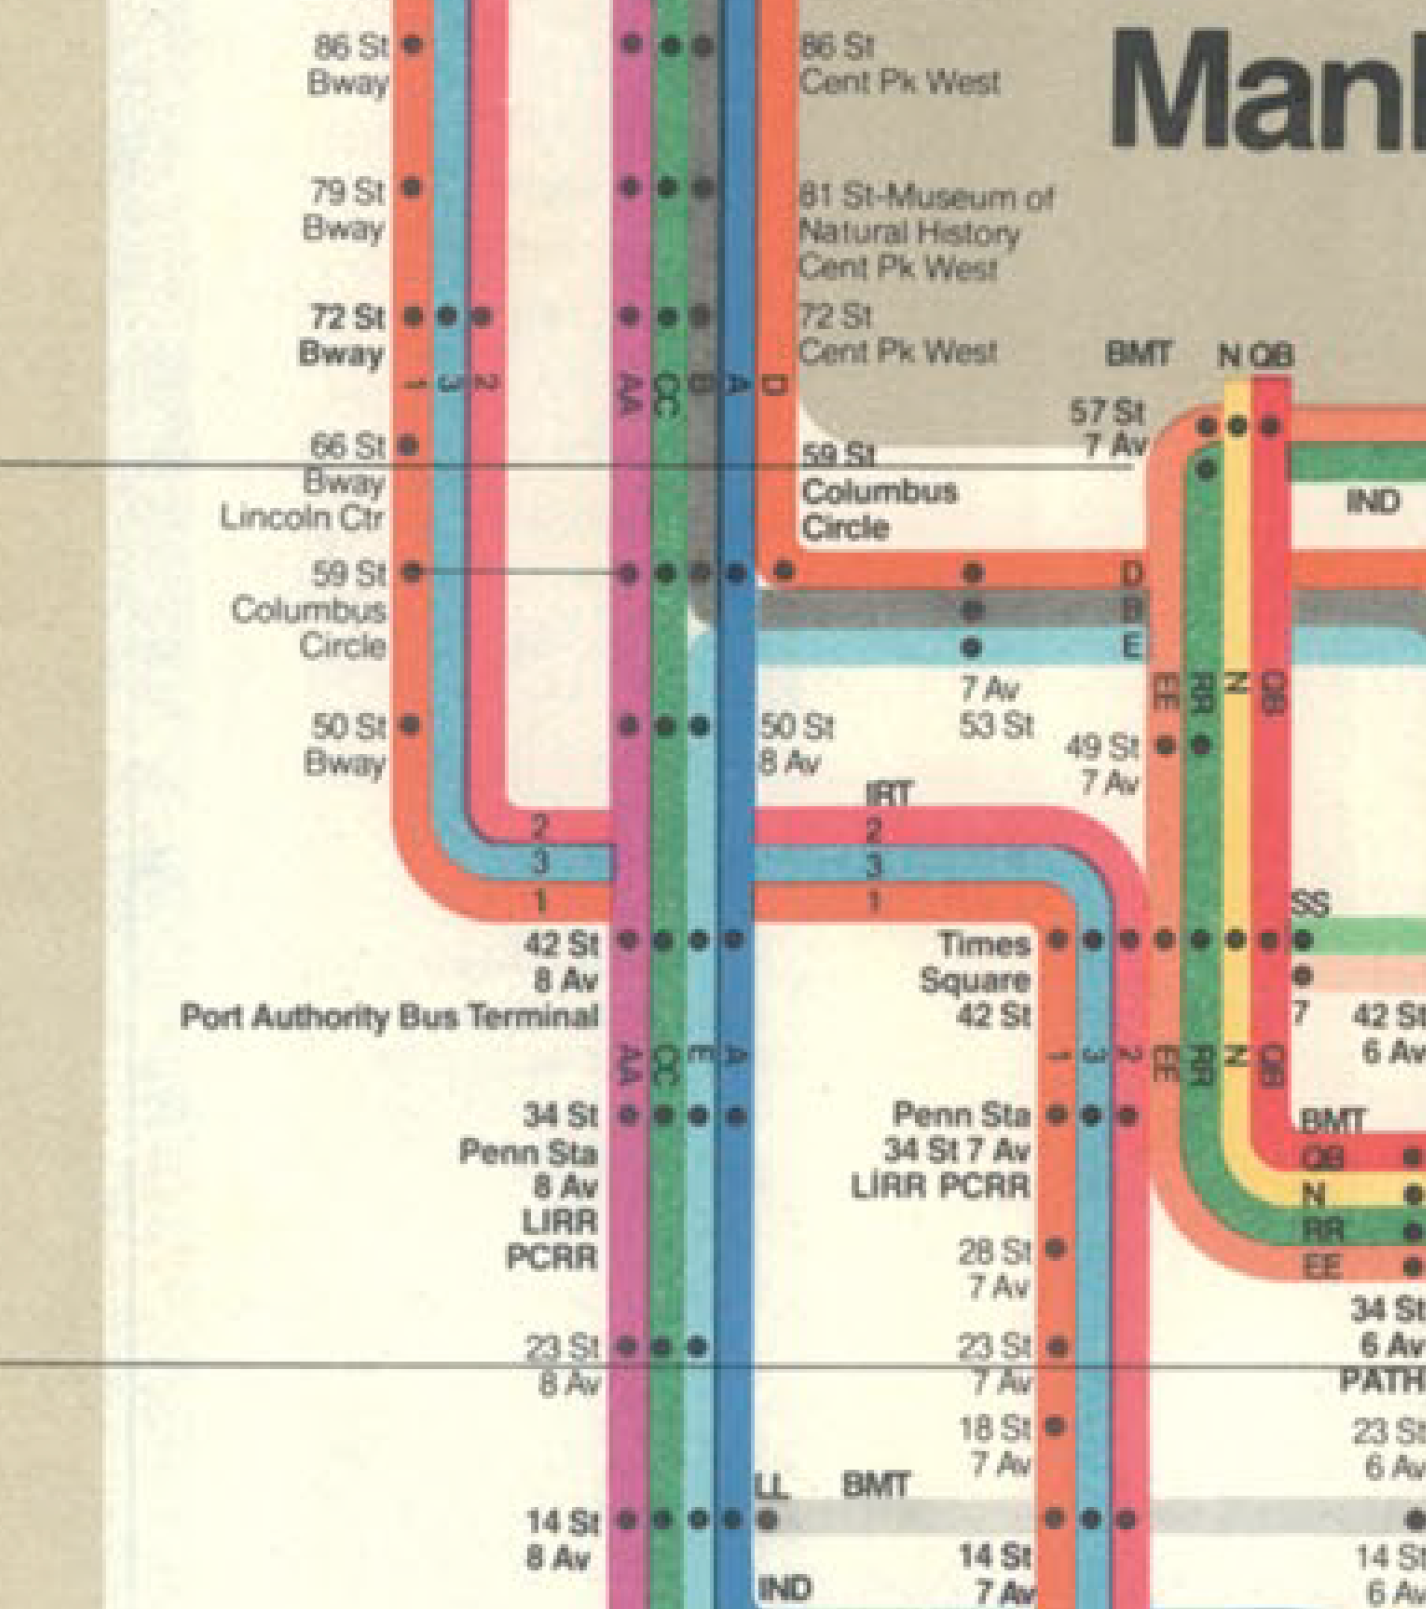 86 St
Bway
86 St
Cent Pk West
Man
79 St
Bway
81 St-Museum of
Natural History
Cent Pk West
72 St
Bway
72 St
Cent Pk West
BMT
N QB
1
3
2
AA
CC
B
A
D
57 St
7 Av
66 St
Bway
Lincoln Ctr
59 St
Columbus
Circle
IND
59 St
Columbus
Circle
D
B
E
7 Av
53 St
EE
RR
N
QB
50 St
Bway
50 St
8 Av
49 St
7 Av
IRT
2
3
1
2
3
1
SS
42 St
8 Av
Port Authority Bus Terminal
Times
Square
42 St
7
42 St
6 Av
AA
CC
E
A
1
3
2
EE
RR
N
QB
34 St
Penn Sta
8 Av
LIRR
PCRR
Penn Sta
34 St 7 Av
LIRR PCRR
BMT
QB
N
RR
EE
28 St
7 Av
34 St
6 Av
PATH
23 St
8 Av
23 St
7 Av
18 St
7 Av
23 St
6 Av
LL
BMT
14 St
8 Av
14 St
7 Av
14 St
6 Av
IND